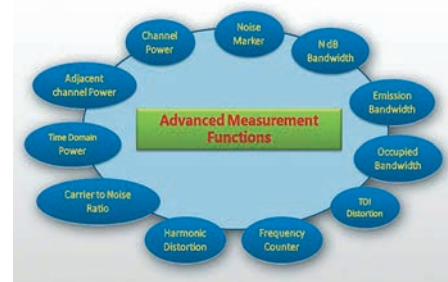 Advanced Measurement
Functions
Noise
Marker
N dB
Bandwidth
Emission
Bandwidth
Occupied
Bandwidth
TOI
Distortion
Frequency
Counter
Harmonic
Distortion
Carrier to Noise
Ratio
Time Domain
Power
Adjacent
channel Power
Channel
Power